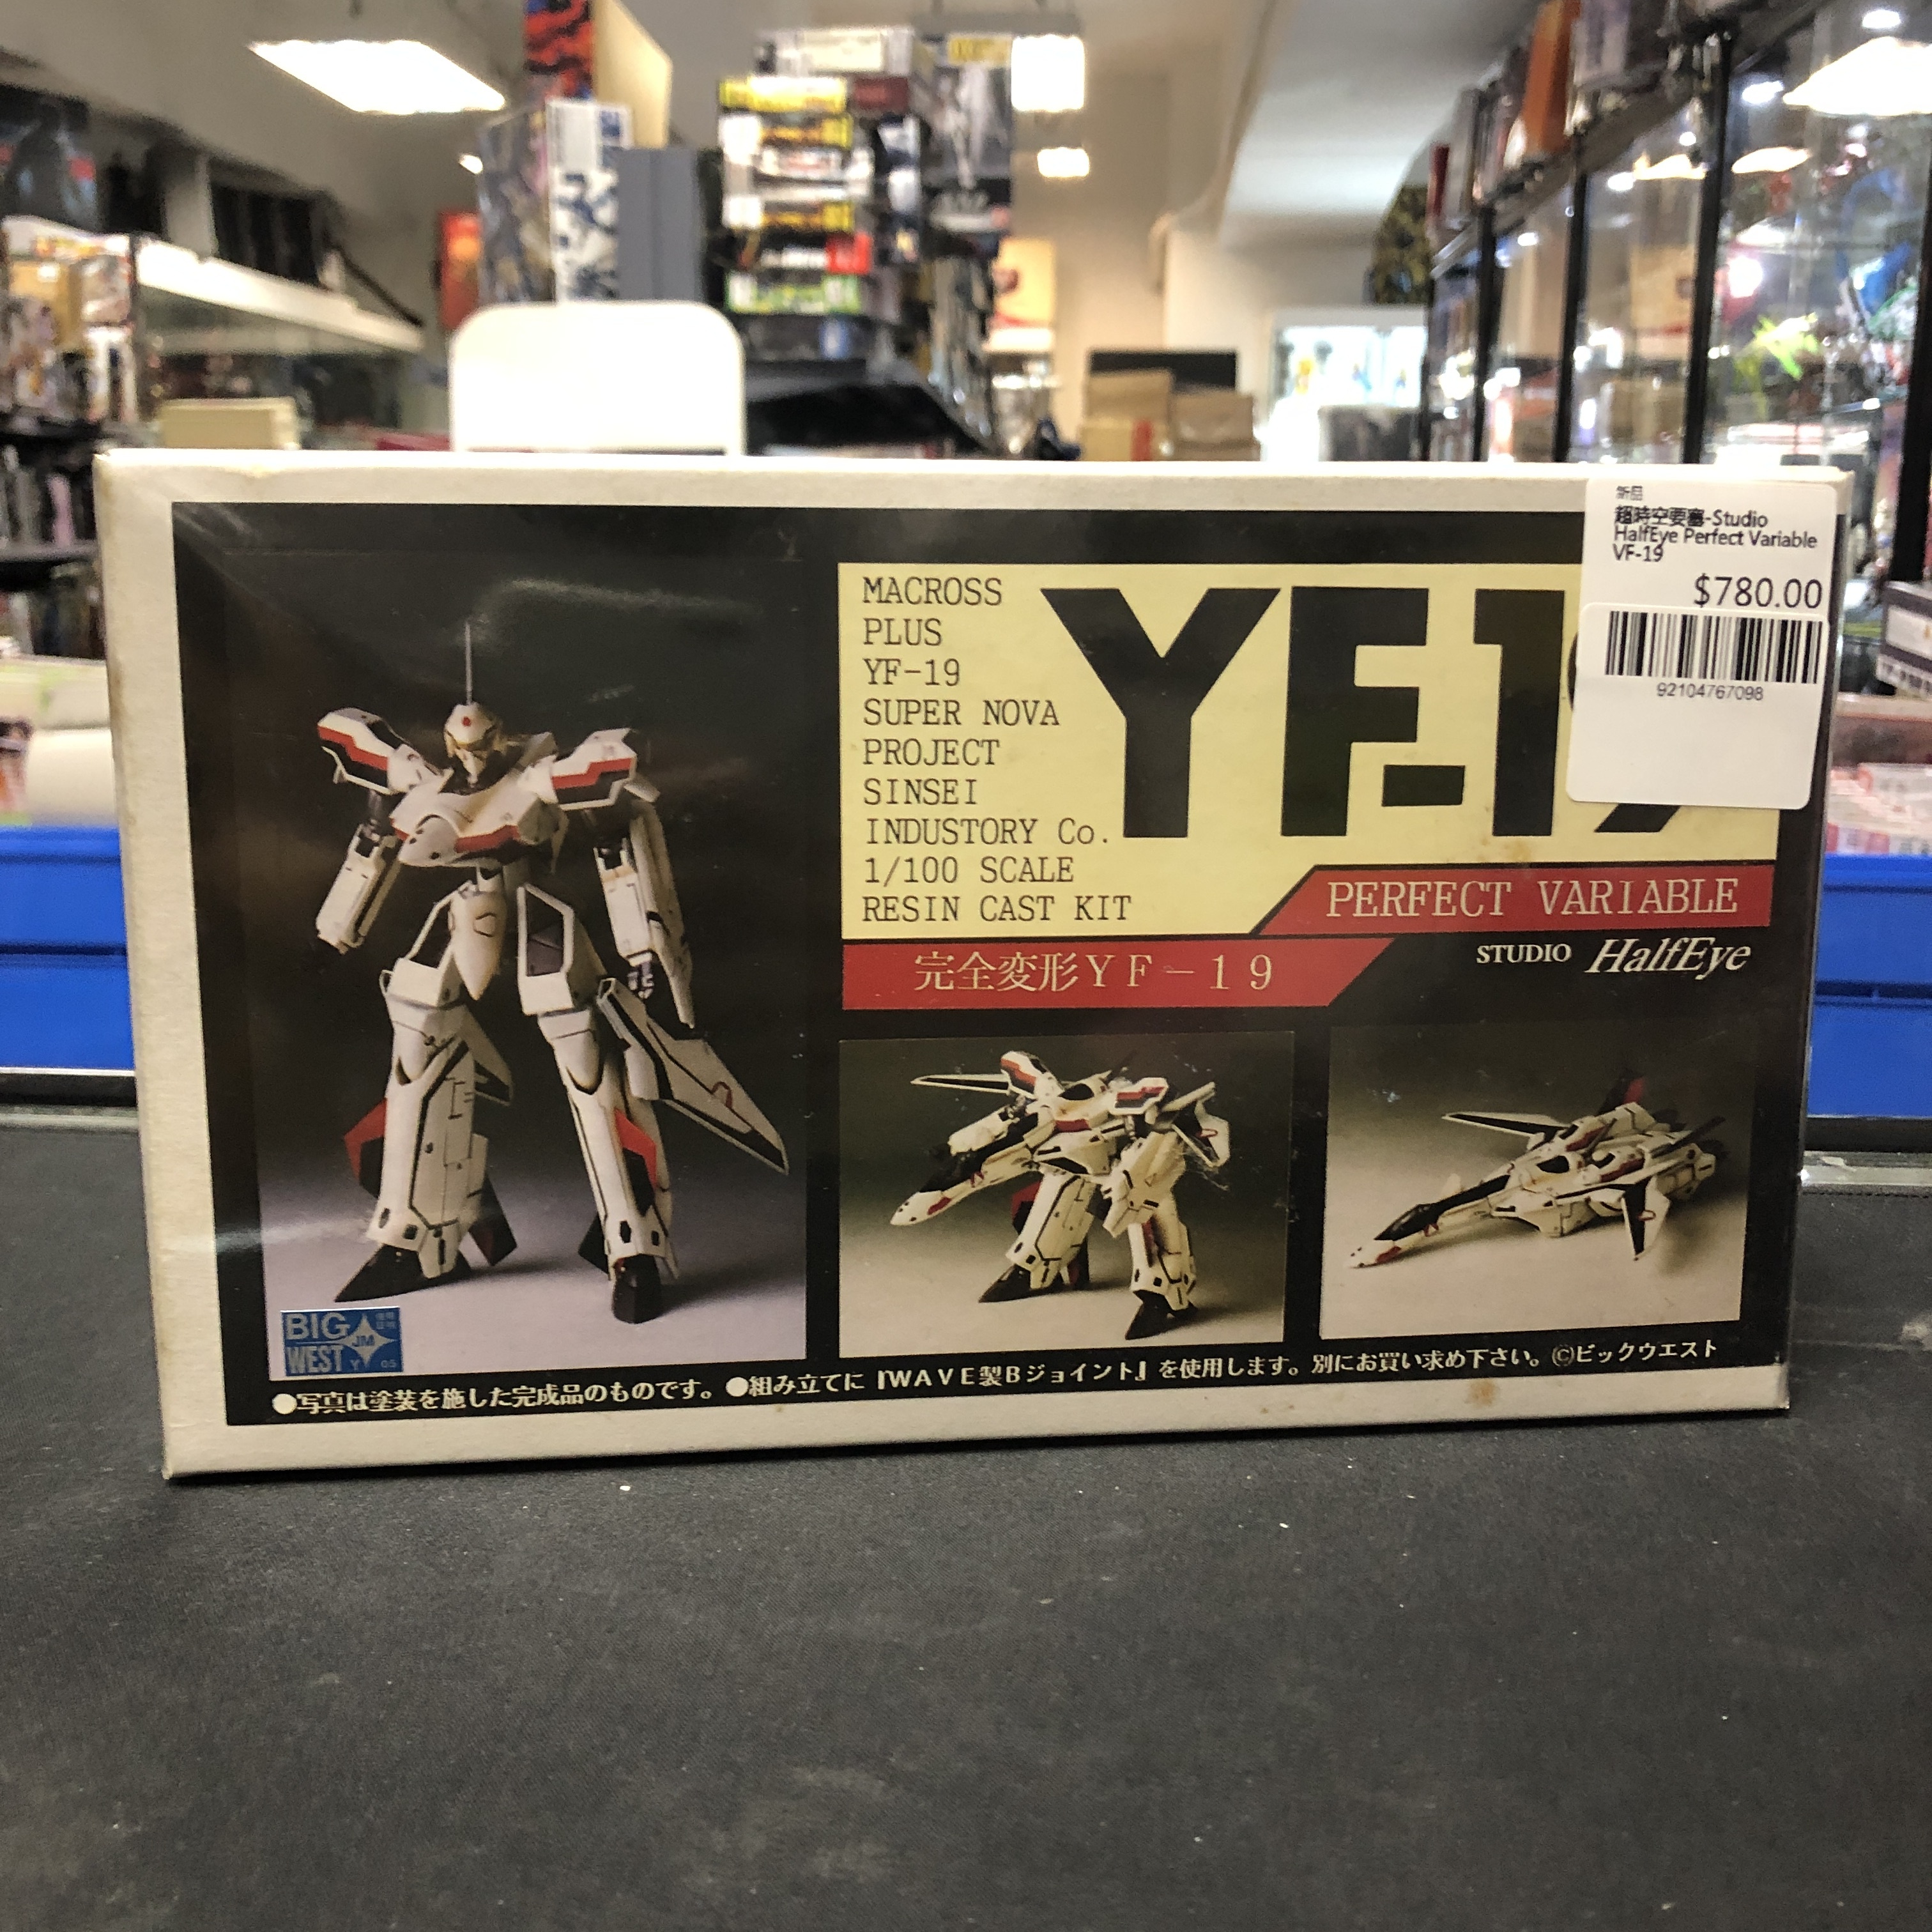 新品
超時空要塞-Studio
HalfEye Perfect Variable
VF-19
$780.00
92104767098
MACROSS
PLUS
YF-19
SUPER NOVA
PROJECT
SINSEI
INDUSTORY Co.
1/100 SCALE
RESIN CAST KIT
YF-19
PERFECT VARIABLE
完全変形YF-19
STUDIO HalfEye
BIG
WEST
JM
Y 05
●写真は塗装を施した完成品のものです。●組み立てに『WAVE製Bジョイント』を使用します。別にお買い求め下さい。©ビックウエスト